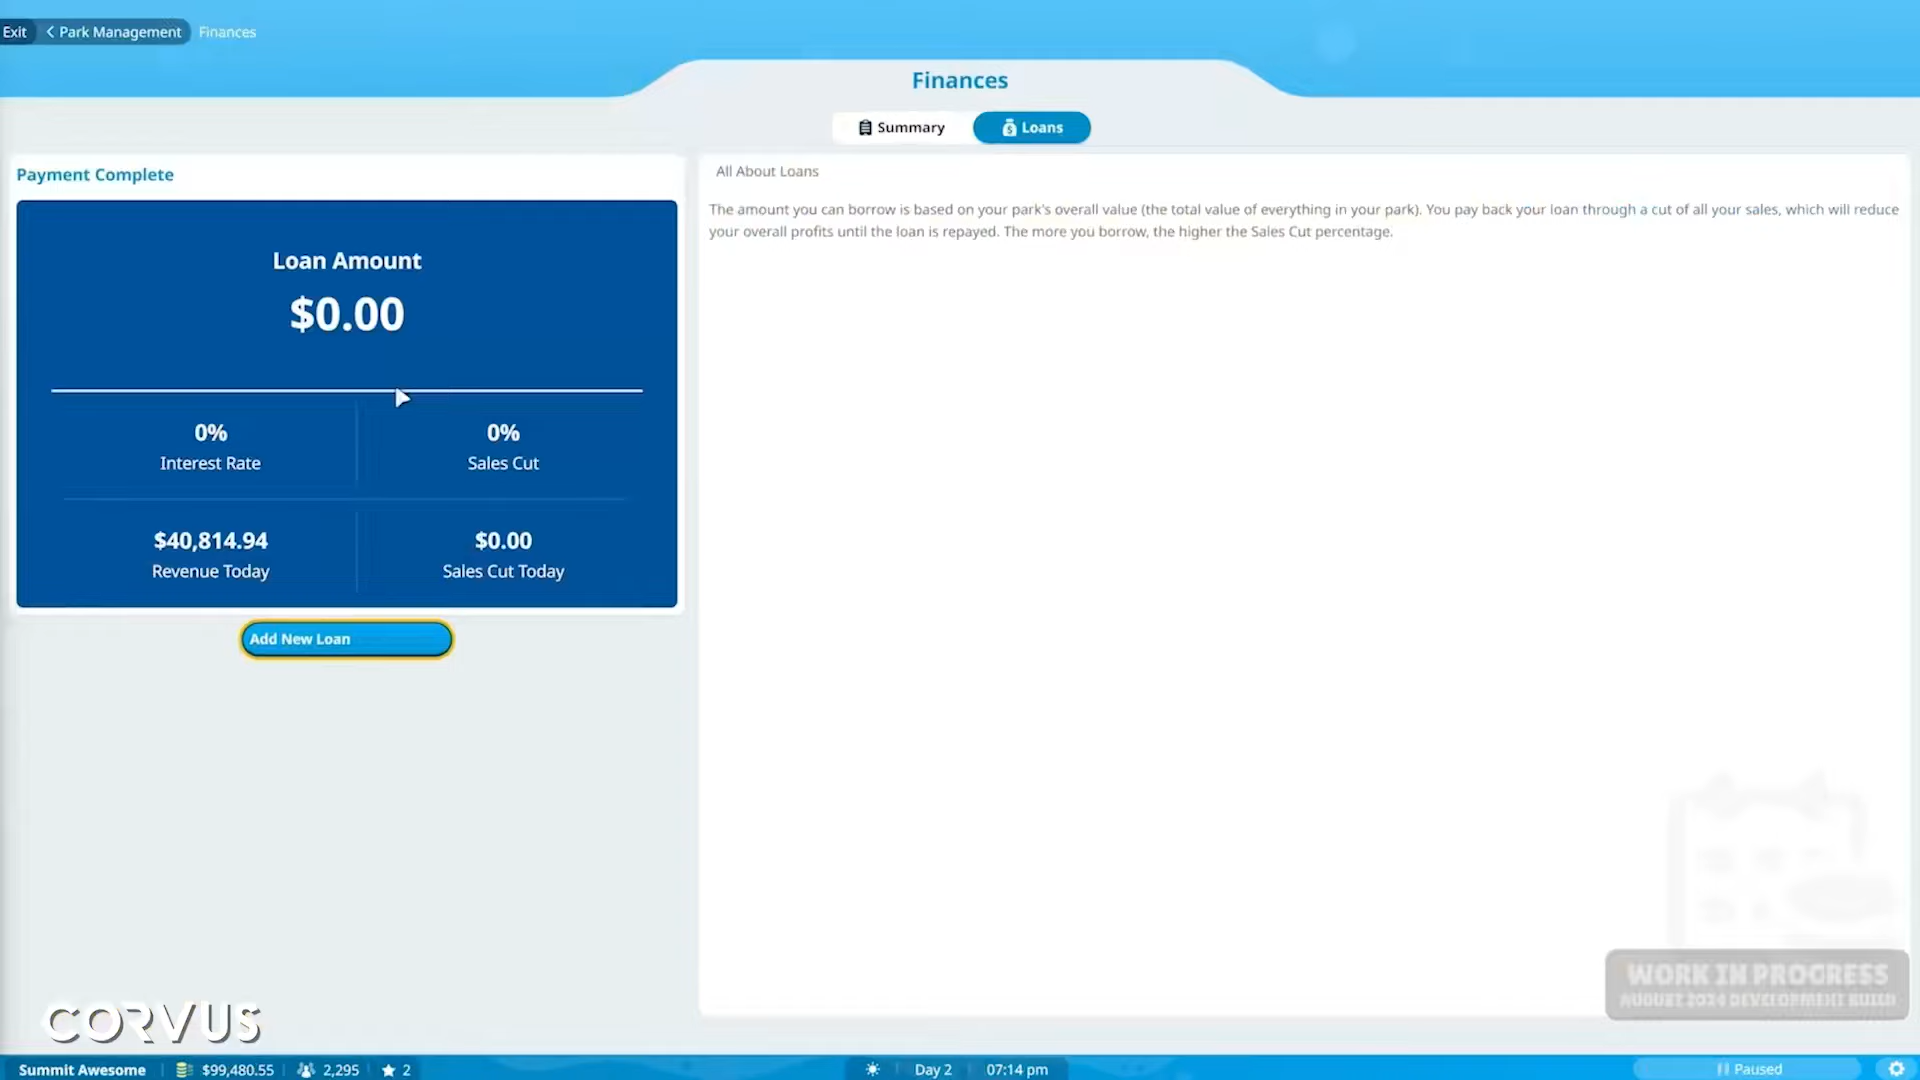 Exit
Park Management
Finances
Finances
Summary
Loans
Payment Complete
Loan Amount
$0.00
0%
Interest Rate
0%
Sales Cut
$40,814.94
Revenue Today
$0.00
Sales Cut Today
Add New Loan
All About Loans
The amount you can borrow is based on your park's overall value (the total value of everything in your park). You pay back your loan through a cut of all your sales, which will reduce
your overall profits until the loan is repayed. The more you borrow, the higher the Sales Cut percentage.
WORK IN PROGRESS
AUGUST 2024 DEVELOPMENT BUILD
CORVUS
Summit Awesome
$99,480.55
2,295
2
Day 2
07:14 pm
Paused